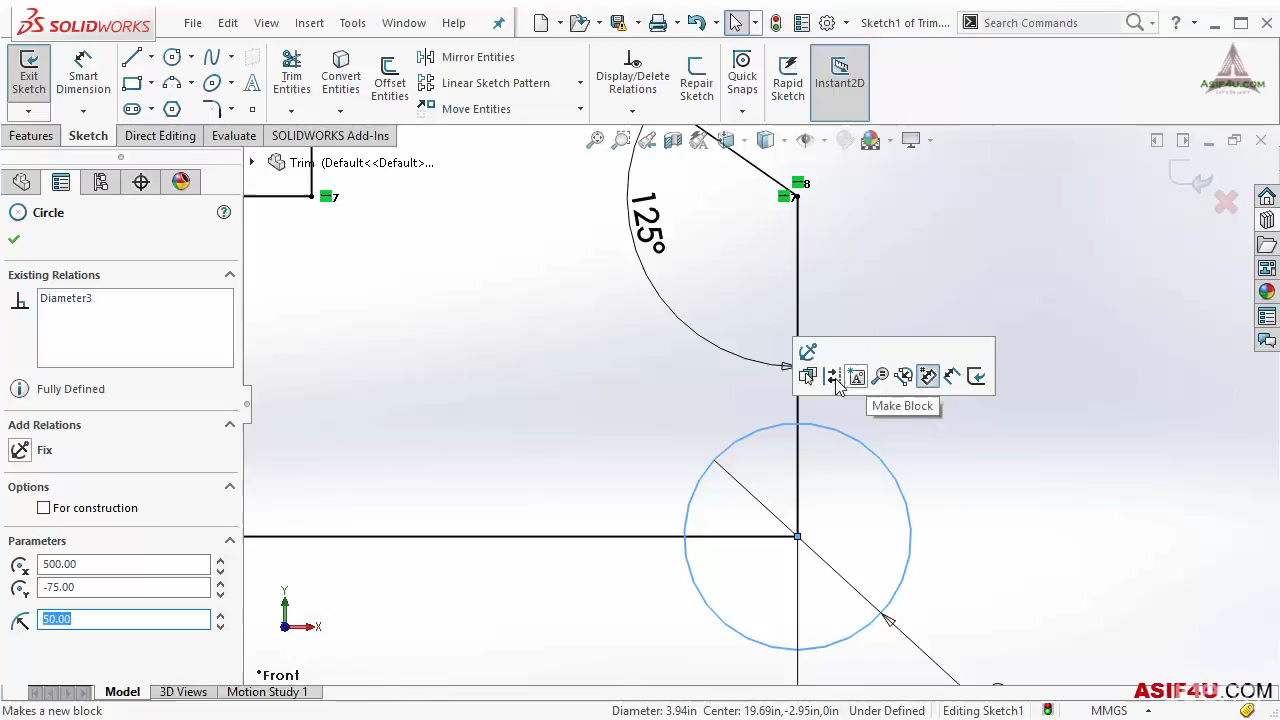 SOLIDWORKS File Edit View Insert Tools Window Help Sketch1 of Trim.... Search Commands ?
Exit Sketch
Smart Dimension
Trim Entities
Convert Entities
Offset Entities
Mirror Entities
Linear Sketch Pattern
Move Entities
Display/Delete Relations
Repair Sketch
Quick Snaps
Rapid Sketch
Instant2D
ASIF4U.COM
Features Sketch Direct Editing Evaluate SOLIDWORKS Add-Ins
Trim (Default<<Default>...
Circle ?
Existing Relations
Diameter3
Fully Defined
Add Relations
Fix
Options
For construction
Parameters
500.00
-75.00
50.00
7
8
7
125°
Make Block
Y
X
*Front
Model 3D Views Motion Study 1
ASIF4U.COM
Makes a new block Diameter: 3.94in Center: 19.69in,-2.95in,0in Under Defined Editing Sketch1 MMGS